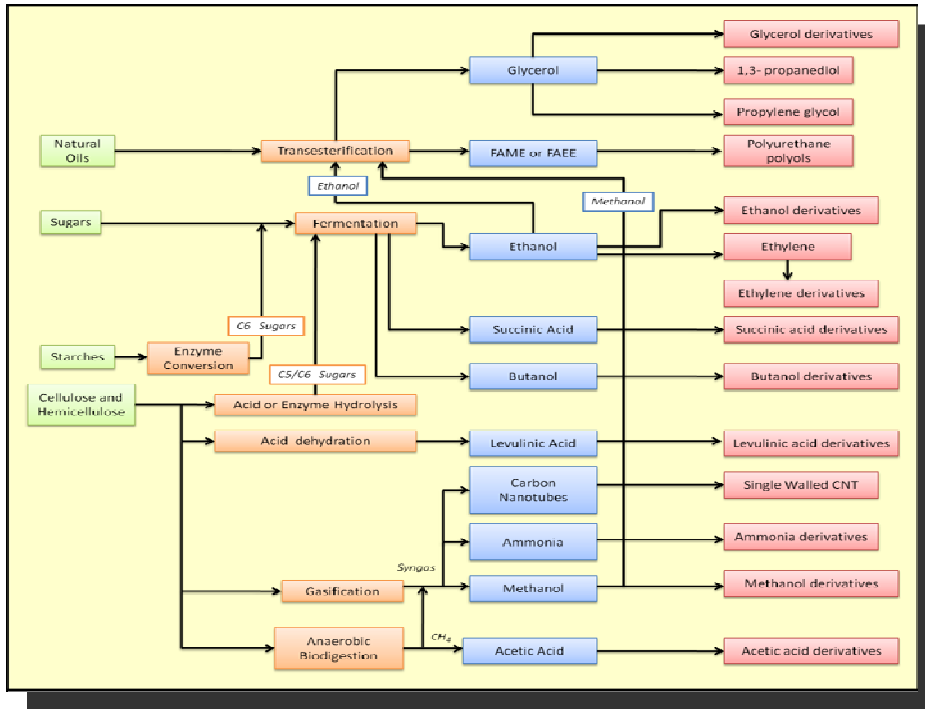 Glycerol derivatives
Glycerol
1,3- propanediol
Propylene glycol
Natural
Oils
Transesterification
FAME or FAEE
Polyurethane
polyols
Ethanol
Methanol
Sugars
Fermentation
Ethanol
Ethanol derivatives
Ethylene
Ethylene derivatives
C6 Sugars
Succinic Acid
Succinic acid derivatives
Starches
Enzyme
Conversion
C5/C6 Sugars
Butanol
Butanol derivatives
Cellulose and
Hemicellulose
Acid or Enzyme Hydrolysis
Acid dehydration
Levulinic Acid
Levulinic acid derivatives
Carbon
Nanotubes
Single Walled CNT
Ammonia
Ammonia derivatives
Syngas
Gasification
Methanol
Methanol derivatives
Anaerobic
Biodigestion
CH4
Acetic Acid
Acetic acid derivatives